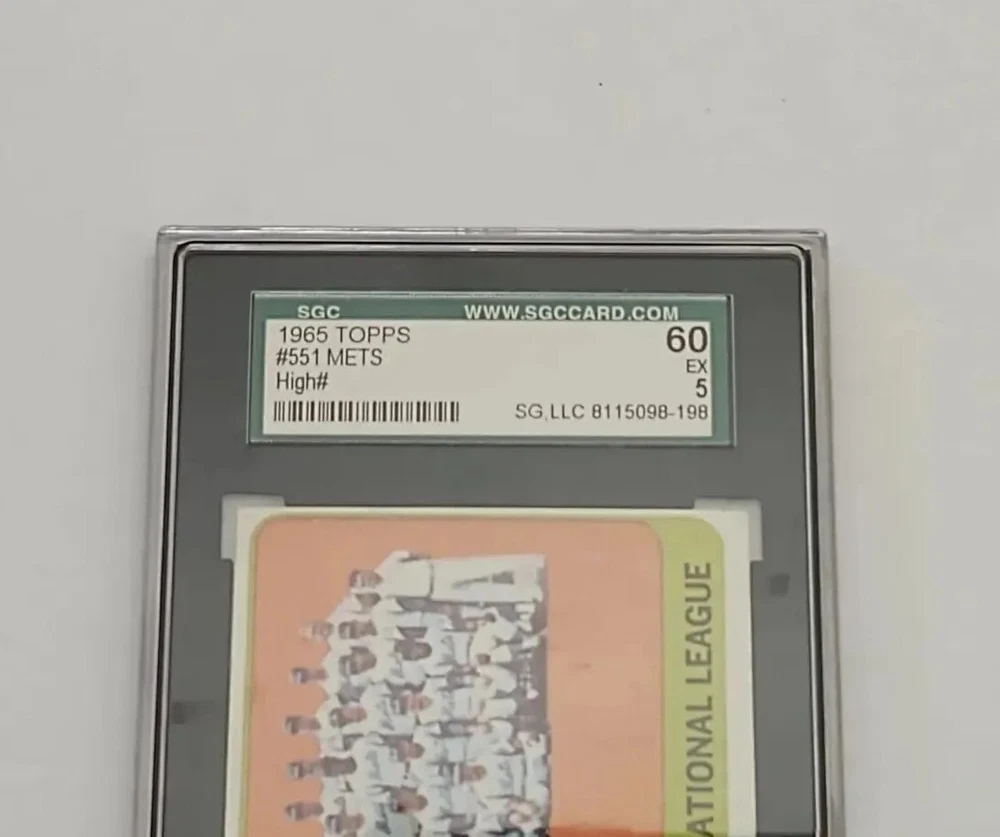 SGC WWW.SGCCARD.COM
1965 TOPPS 60
#551 METS EX
High# 5
SG,LLC 8115098-198
ATIONAL LEAGUE